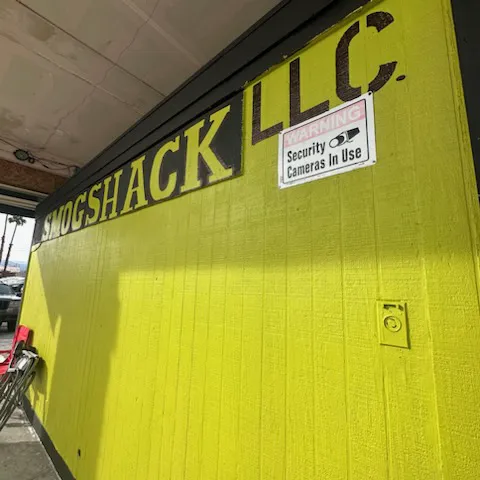 SMOGSHACK LLC.
WARNING
Security
Cameras In Use